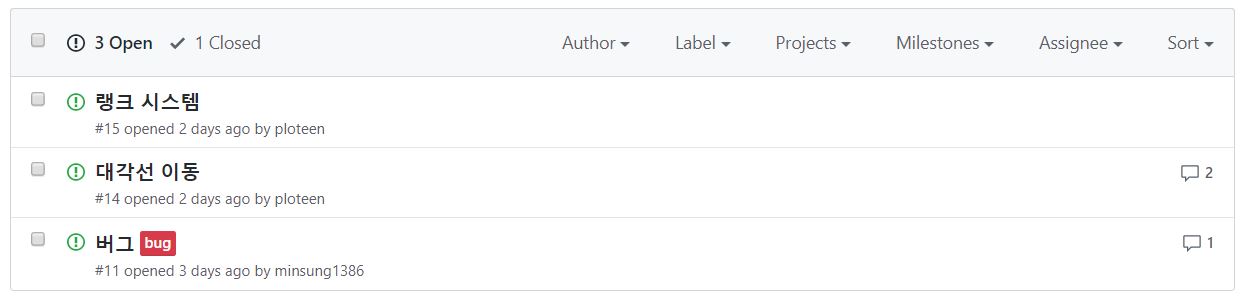 3 Open 1 Closed Author Label Projects Milestones Assignee Sort
랭크 시스템
#15 opened 2 days ago by ploteen
대각선 이동 2
#14 opened 2 days ago by ploteen
버그 bug 1
#11 opened 3 days ago by minsung1386